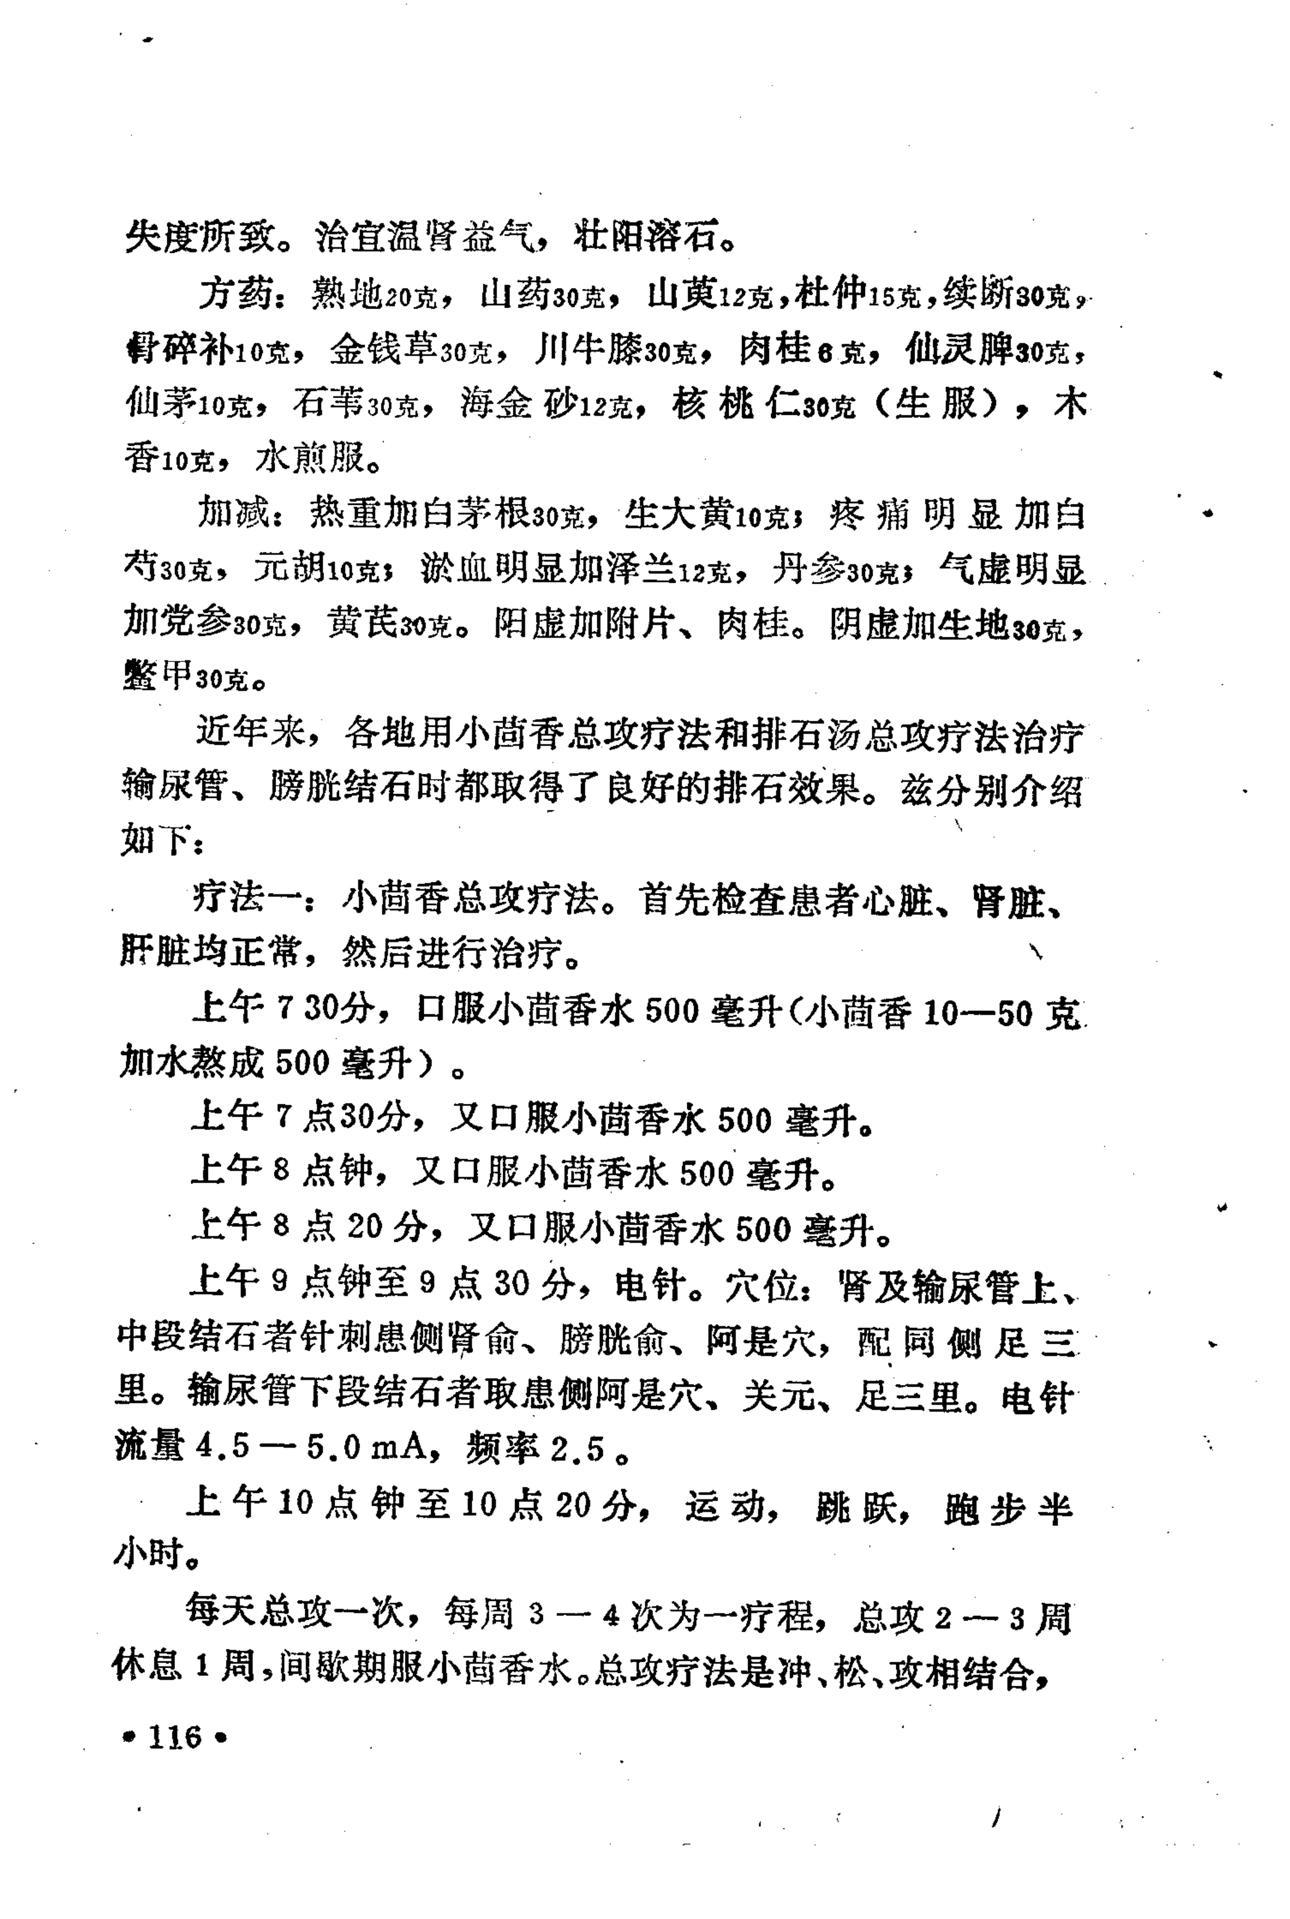 失度所致。治宜温肾益气，壮阳溶石。
方药：熟地20克，山药30克，山萸12克，杜仲15克，续断30克，
骨碎补10克，金钱草30克，川牛膝30克，肉桂6克，仙灵脾30克，
仙茅10克，石苇30克，海金砂12克，核桃仁30克（生服），木
香10克，水煎服。
加减：热重加白茅根30克，生大黄10克；疼痛明显加白
芍30克，元胡10克；淤血明显加泽兰12克，丹参30克；气虚明显
加党参30克，黄芪30克。阳虚加附片、肉桂。阴虚加生地30克，
鳖甲30克。
近年来，各地用小茴香总攻疗法和排石汤总攻疗法治疗
输尿管、膀胱结石时都取得了良好的排石效果。兹分别介绍
如下：
疗法一：小茴香总攻疗法。首先检查患者心脏、肾脏、
肝脏均正常，然后进行治疗。
上午7 30分，口服小茴香水500毫升（小茴香10—50克
加水熬成500毫升）。
上午7点30分，又口服小茴香水500毫升。
上午8点钟，又口服小茴香水500毫升。
上午8点20分，又口服小茴香水500毫升。
上午9点钟至9点30分，电针。穴位：肾及输尿管上、
中段结石者针刺患侧肾俞、膀胱俞、阿是穴，配同侧足三
里。输尿管下段结石者取患侧阿是穴、关元、足三里。电针
流量4.5—5.0mA，频率2.5。
上午10点钟至10点20分，运动，跳跃，跑步半
小时。
每天总攻一次，每周3—4次为一疗程，总攻2—3周
休息1周，间歇期服小茴香水。总攻疗法是冲、松、攻相结合，
•116•